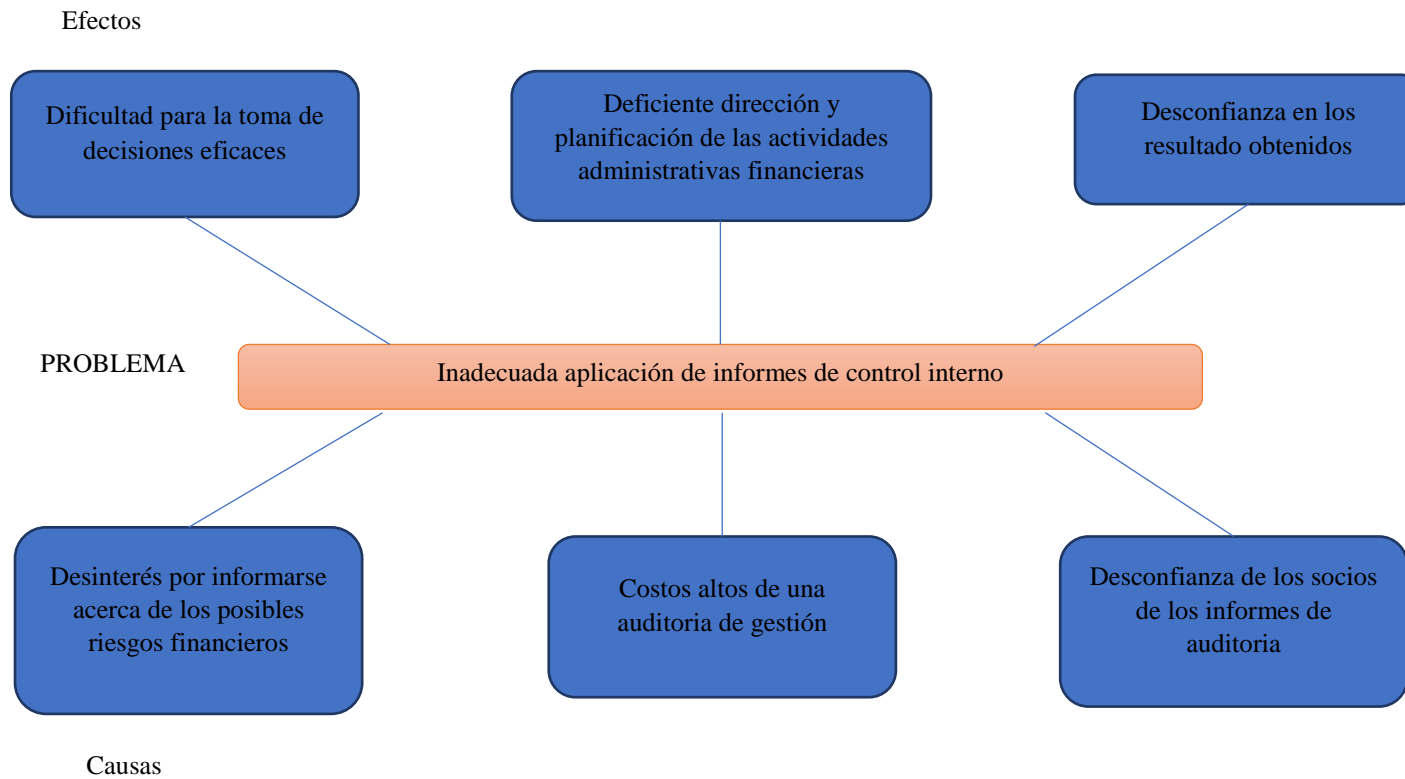 Efectos
Dificultad para la toma de
decisiones eficaces
Deficiente dirección y
planificación de las actividades
administrativas financieras
Desconfianza en los
resultado obtenidos
PROBLEMA
Inadecuada aplicación de informes de control interno
Desinterés por informarse
acerca de los posibles
riesgos financieros
Costos altos de una
auditoria de gestión
Desconfianza de los socios
de los informes de
auditoria
Causas